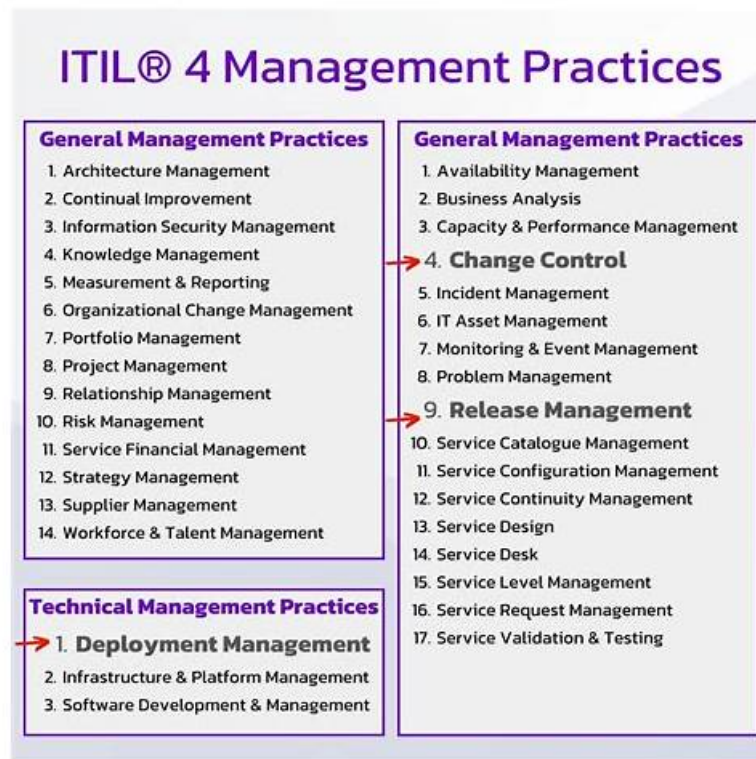 ITIL® 4 Management Practices
General Management Practices
1. Architecture Management
2. Continual Improvement
3. Information Security Management
4. Knowledge Management
5. Measurement & Reporting
6. Organizational Change Management
7. Portfolio Management
8. Project Management
9. Relationship Management
10. Risk Management
11. Service Financial Management
12. Strategy Management
13. Supplier Management
14. Workforce & Talent Management
Technical Management Practices
1. Deployment Management
2. Infrastructure & Platform Management
3. Software Development & Management
General Management Practices
1. Availability Management
2. Business Analysis
3. Capacity & Performance Management
4. Change Control
5. Incident Management
6. IT Asset Management
7. Monitoring & Event Management
8. Problem Management
9. Release Management
10. Service Catalogue Management
11. Service Configuration Management
12. Service Continuity Management
13. Service Design
14. Service Desk
15. Service Level Management
16. Service Request Management
17. Service Validation & Testing